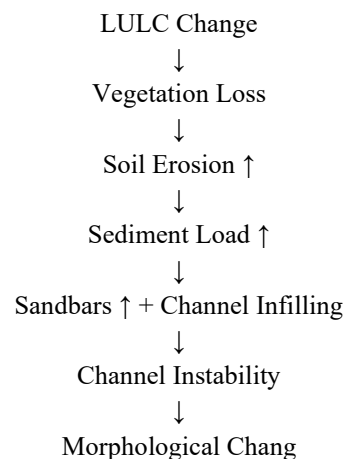 LULC Change
↓
Vegetation Loss
↓
Soil Erosion ↑
↓
Sediment Load ↑
↓
Sandbars ↑ + Channel Infilling
↓
Channel Instability
↓
Morphological Chang